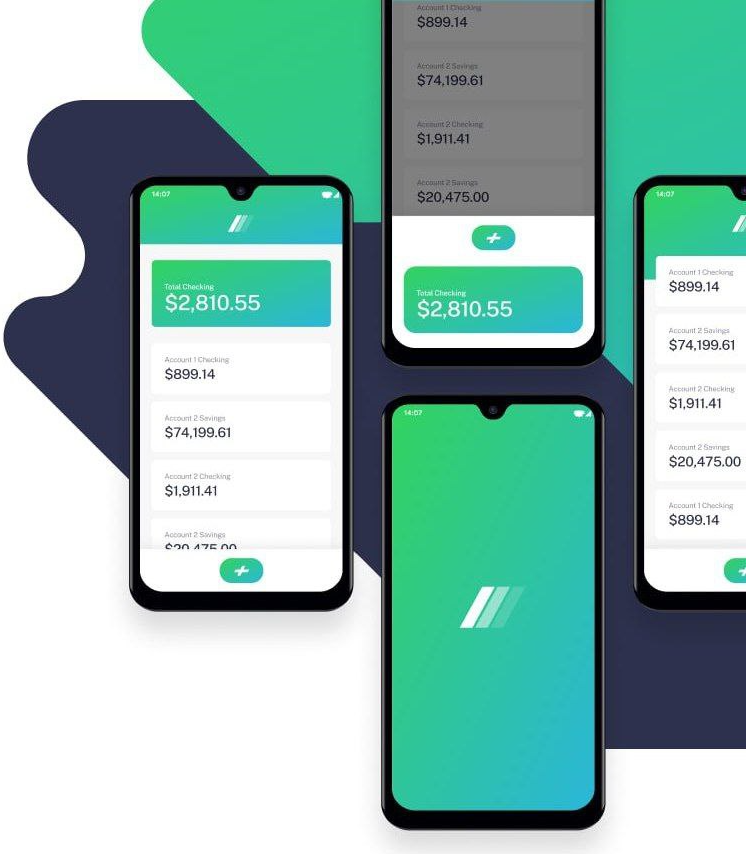 14:07
Total Checking
$2,810.55
Account 1 Checking
$899.14
Account 2 Savings
$74,199.61
Account 2 Checking
$1,911.41
Account 2 Savings
$20,475.00
Account 1 Checking
$899.14
Account 2 Savings
$74,199.61
Account 2 Checking
$1,911.41
Account 2 Savings
$20,475.00
Total Checking
$2,810.55
14:07
14:07
Account 1 Checking
$899.14
Account 2 Savings
$74,199.61
Account 2 Checking
$1,911.41
Account 2 Savings
$20,475.00
Account 1 Checking
$899.14